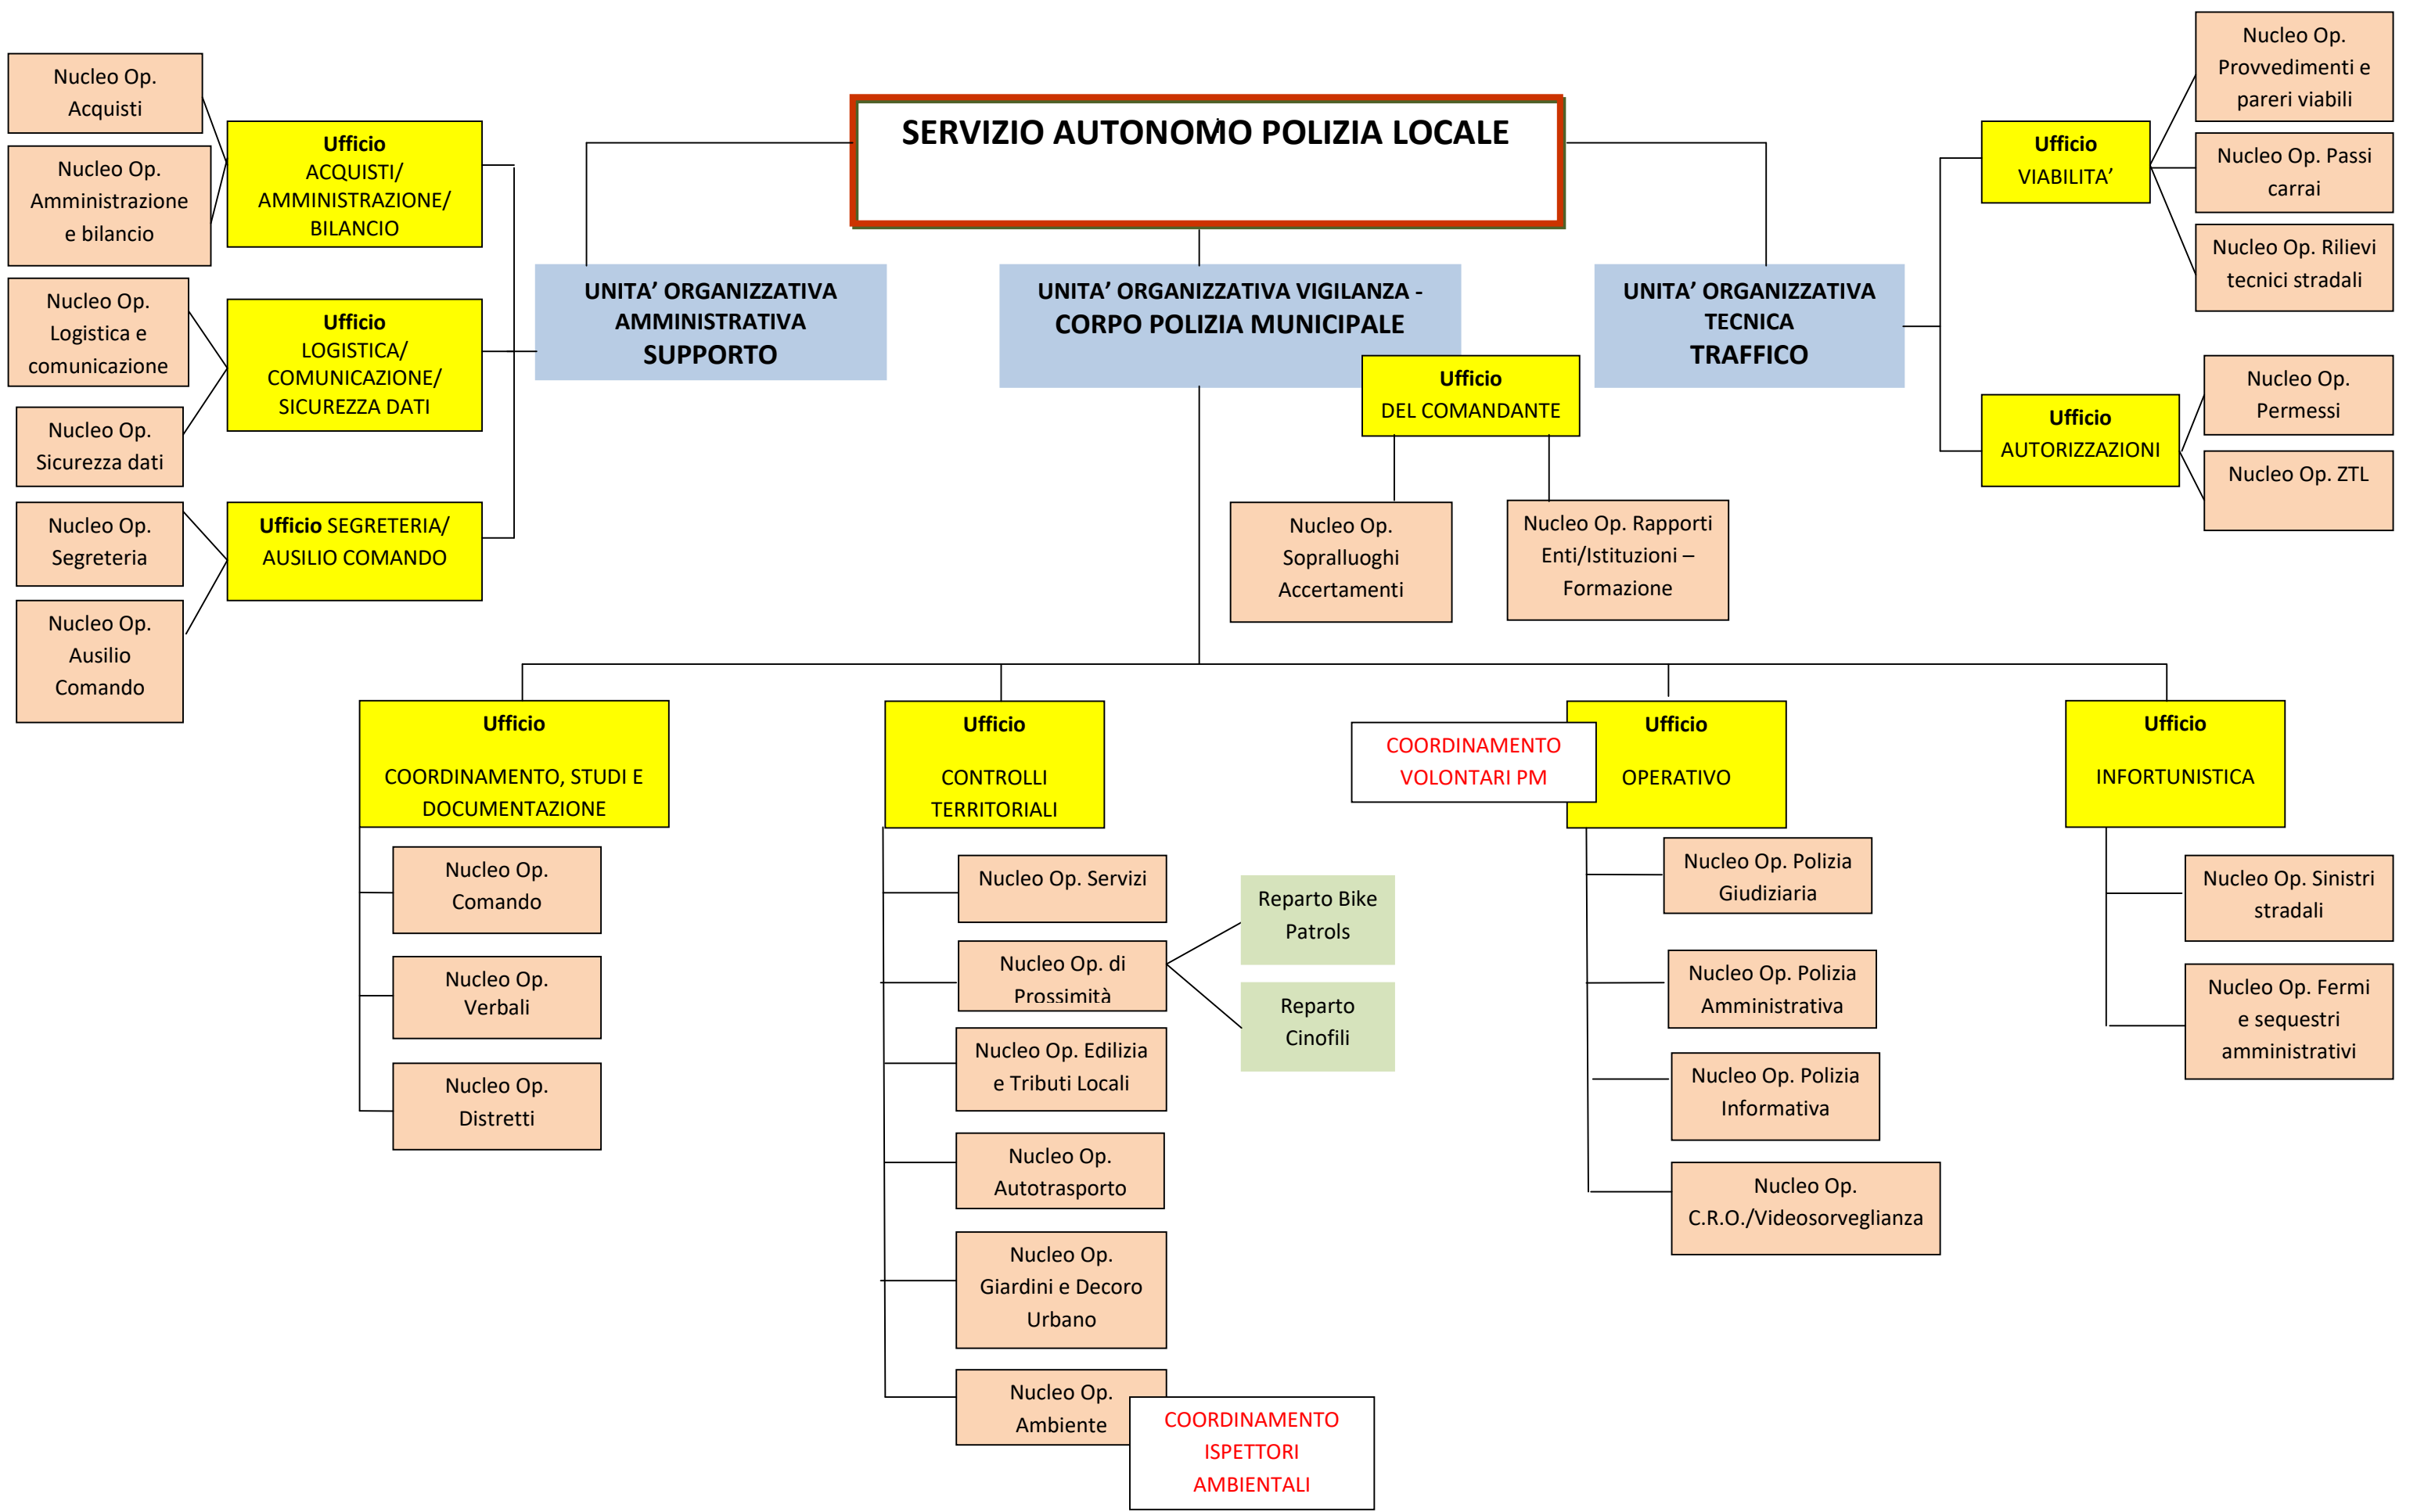 SERVIZIO AUTONOMO POLIZIA LOCALE
Nucleo Op.
Acquisti
Nucleo Op.
Amministrazione
e bilancio
Ufficio
ACQUISTI/
AMMINISTRAZIONE/
BILANCIO
Nucleo Op.
Logistica e
comunicazione
Nucleo Op.
Sicurezza dati
Ufficio
LOGISTICA/
COMUNICAZIONE/
SICUREZZA DATI
Nucleo Op.
Segreteria
Nucleo Op.
Ausilio
Comando
Ufficio SEGRETERIA/
AUSILIO COMANDO
UNITA’ ORGANIZZATIVA
AMMINISTRATIVA
SUPPORTO
UNITA’ ORGANIZZATIVA VIGILANZA -
CORPO POLIZIA MUNICIPALE
Ufficio
DEL COMANDANTE
Nucleo Op.
Sopralluoghi
Accertamenti
Nucleo Op. Rapporti
Enti/Istituzioni –
Formazione
UNITA’ ORGANIZZATIVA
TECNICA
TRAFFICO
Ufficio
VIABILITA’
Nucleo Op.
Provvedimenti e
pareri viabili
Nucleo Op. Passi
carrai
Nucleo Op. Rilievi
tecnici stradali
Ufficio
AUTORIZZAZIONI
Nucleo Op.
Permessi
Nucleo Op. ZTL
Ufficio
COORDINAMENTO, STUDI E
DOCUMENTAZIONE
Nucleo Op.
Comando
Nucleo Op.
Verbali
Nucleo Op.
Distretti
Ufficio
CONTROLLI
TERRITORIALI
Nucleo Op. Servizi
Nucleo Op. di
Prossimità
Reparto Bike
Patrols
Reparto
Cinofili
Nucleo Op. Edilizia
e Tributi Locali
Nucleo Op.
Autotrasporto
Nucleo Op.
Giardini e Decoro
Urbano
Nucleo Op.
Ambiente
COORDINAMENTO
ISPETTORI
AMBIENTALI
COORDINAMENTO
VOLONTARI PM
Ufficio
OPERATIVO
Nucleo Op. Polizia
Giudiziaria
Nucleo Op. Polizia
Amministrativa
Nucleo Op. Polizia
Informativa
Nucleo Op.
C.R.O./Videosorveglianza
Ufficio
INFORTUNISTICA
Nucleo Op. Sinistri
stradali
Nucleo Op. Fermi
e sequestri
amministrativi